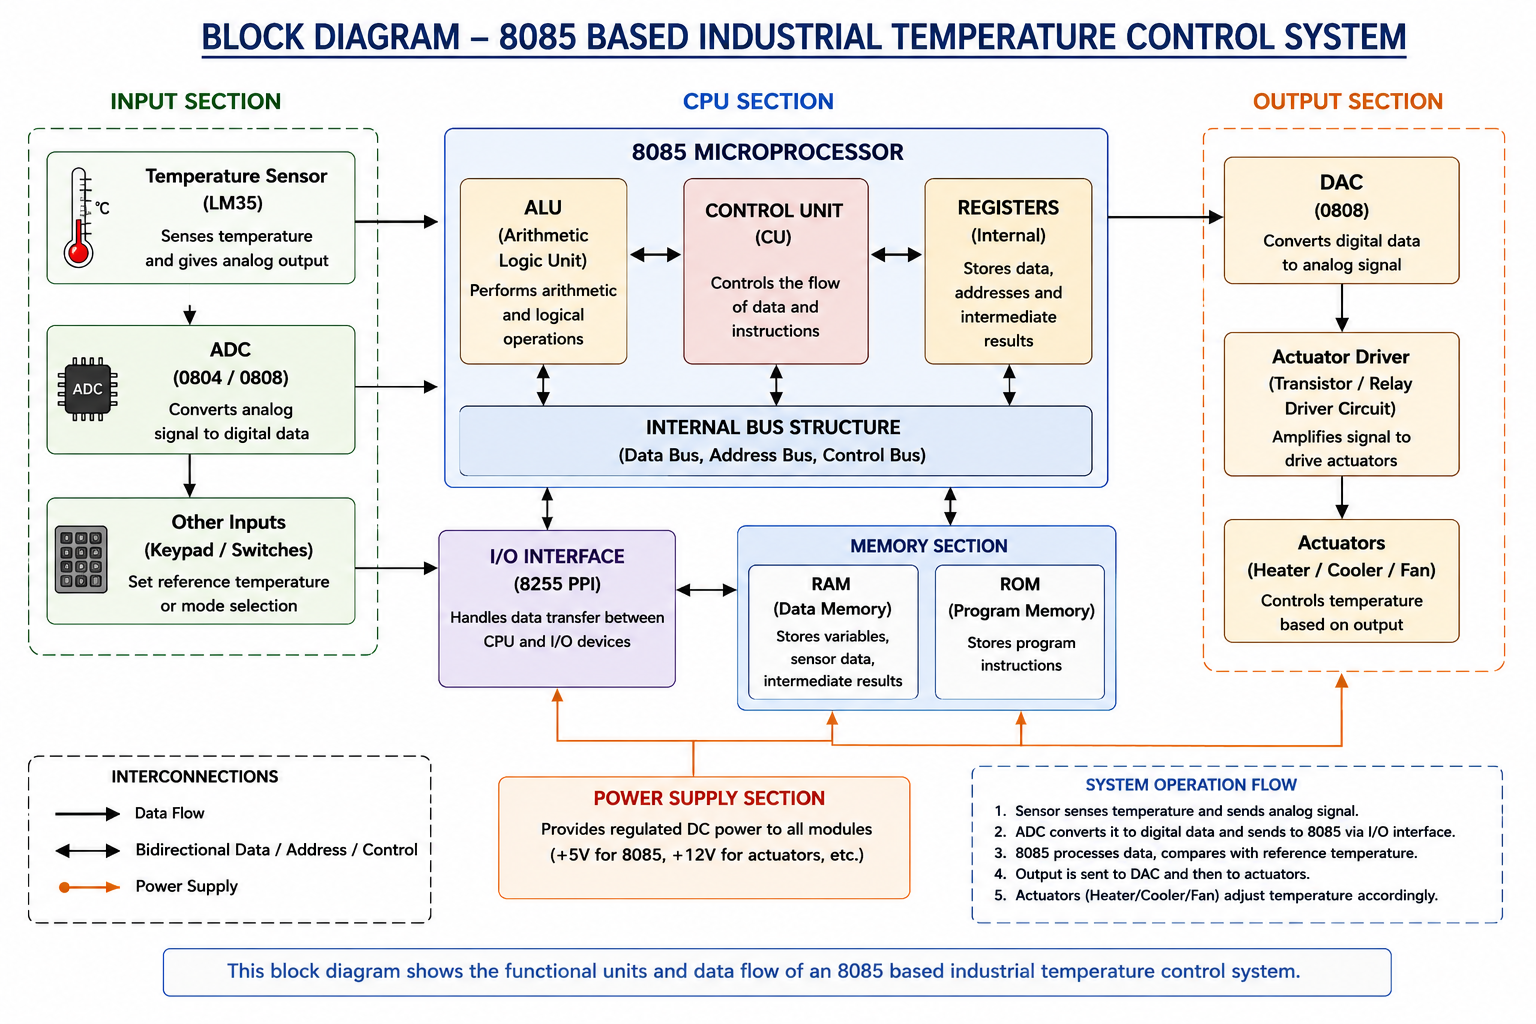 BLOCK DIAGRAM – 8085 BASED INDUSTRIAL TEMPERATURE CONTROL SYSTEM
INPUT SECTION
Temperature Sensor
(LM35)
Senses temperature
and gives analog output
°C
ADC
(0804 / 0808)
Converts analog
signal to digital data
ADC
Other Inputs
(Keypad / Switches)
Set reference temperature
or mode selection
CPU SECTION
8085 MICROPROCESSOR
ALU
(Arithmetic
Logic Unit)
Performs arithmetic
and logical
operations
CONTROL UNIT
(CU)
Controls the flow
of data and
instructions
REGISTERS
(Internal)
Stores data,
addresses and
intermediate
results
INTERNAL BUS STRUCTURE
(Data Bus, Address Bus, Control Bus)
I/O INTERFACE
(8255 PPI)
Handles data transfer between
CPU and I/O devices
MEMORY SECTION
RAM
(Data Memory)
Stores variables,
sensor data,
intermediate results
ROM
(Program Memory)
Stores program
instructions
OUTPUT SECTION
DAC
(0808)
Converts digital data
to analog signal
Actuator Driver
(Transistor / Relay
Driver Circuit)
Amplifies signal to
drive actuators
Actuators
(Heater / Cooler / Fan)
Controls temperature
based on output
INTERCONNECTIONS
Data Flow
Bidirectional Data / Address / Control
Power Supply
POWER SUPPLY SECTION
Provides regulated DC power to all modules
(+5V for 8085, +12V for actuators, etc.)
SYSTEM OPERATION FLOW
1. Sensor senses temperature and sends analog signal.
2. ADC converts it to digital data and sends to 8085 via I/O interface.
3. 8085 processes data, compares with reference temperature.
4. Output is sent to DAC and then to actuators.
5. Actuators (Heater/Cooler/Fan) adjust temperature accordingly.
This block diagram shows the functional units and data flow of an 8085 based industrial temperature control system.